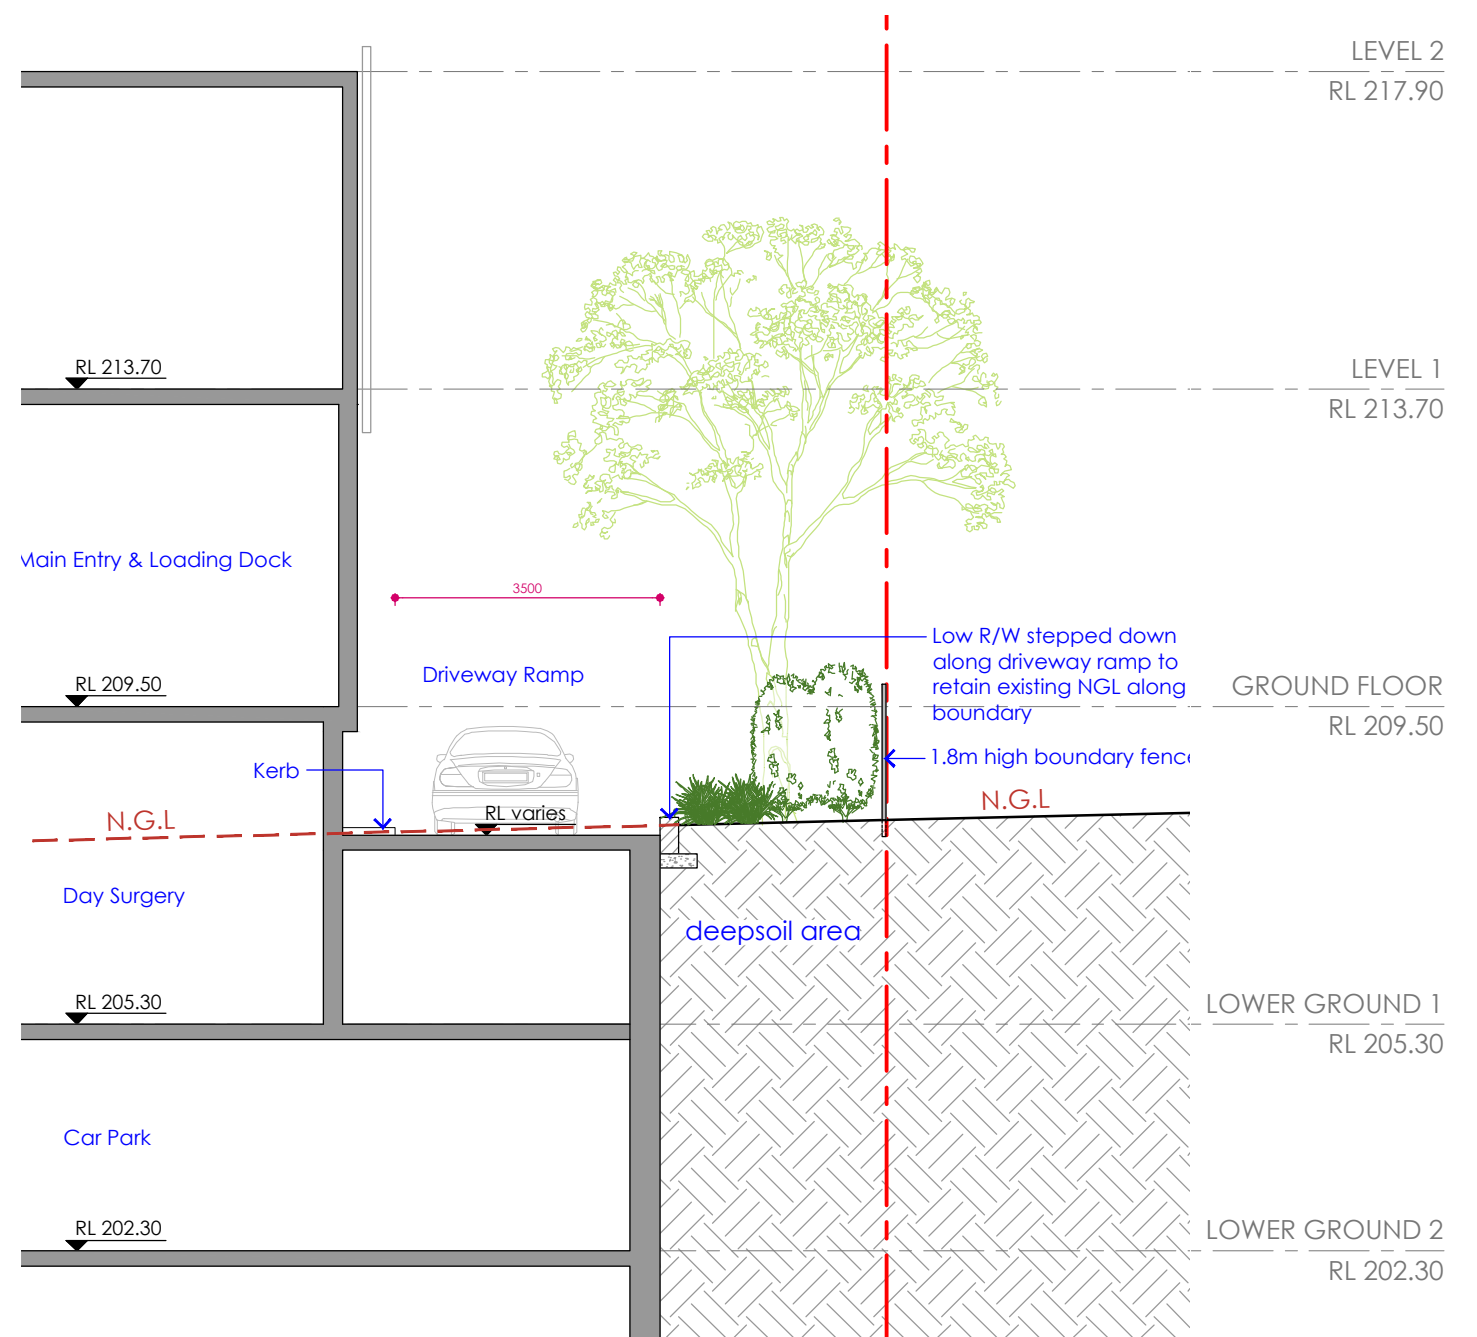 LEVEL 2
RL 217.90
RL 213.70
LEVEL 1
RL 213.70
Main Entry & Loading Dock
3500
Low R/W stepped down
along driveway ramp to
retain existing NGL along
boundary
Driveway Ramp
RL 209.50
GROUND FLOOR
RL 209.50
1.8m high boundary fence
Kerb
N.G.L
RL varies
N.G.L
Day Surgery
deepsoil area
RL 205.30
LOWER GROUND 1
RL 205.30
Car Park
RL 202.30
LOWER GROUND 2
RL 202.30